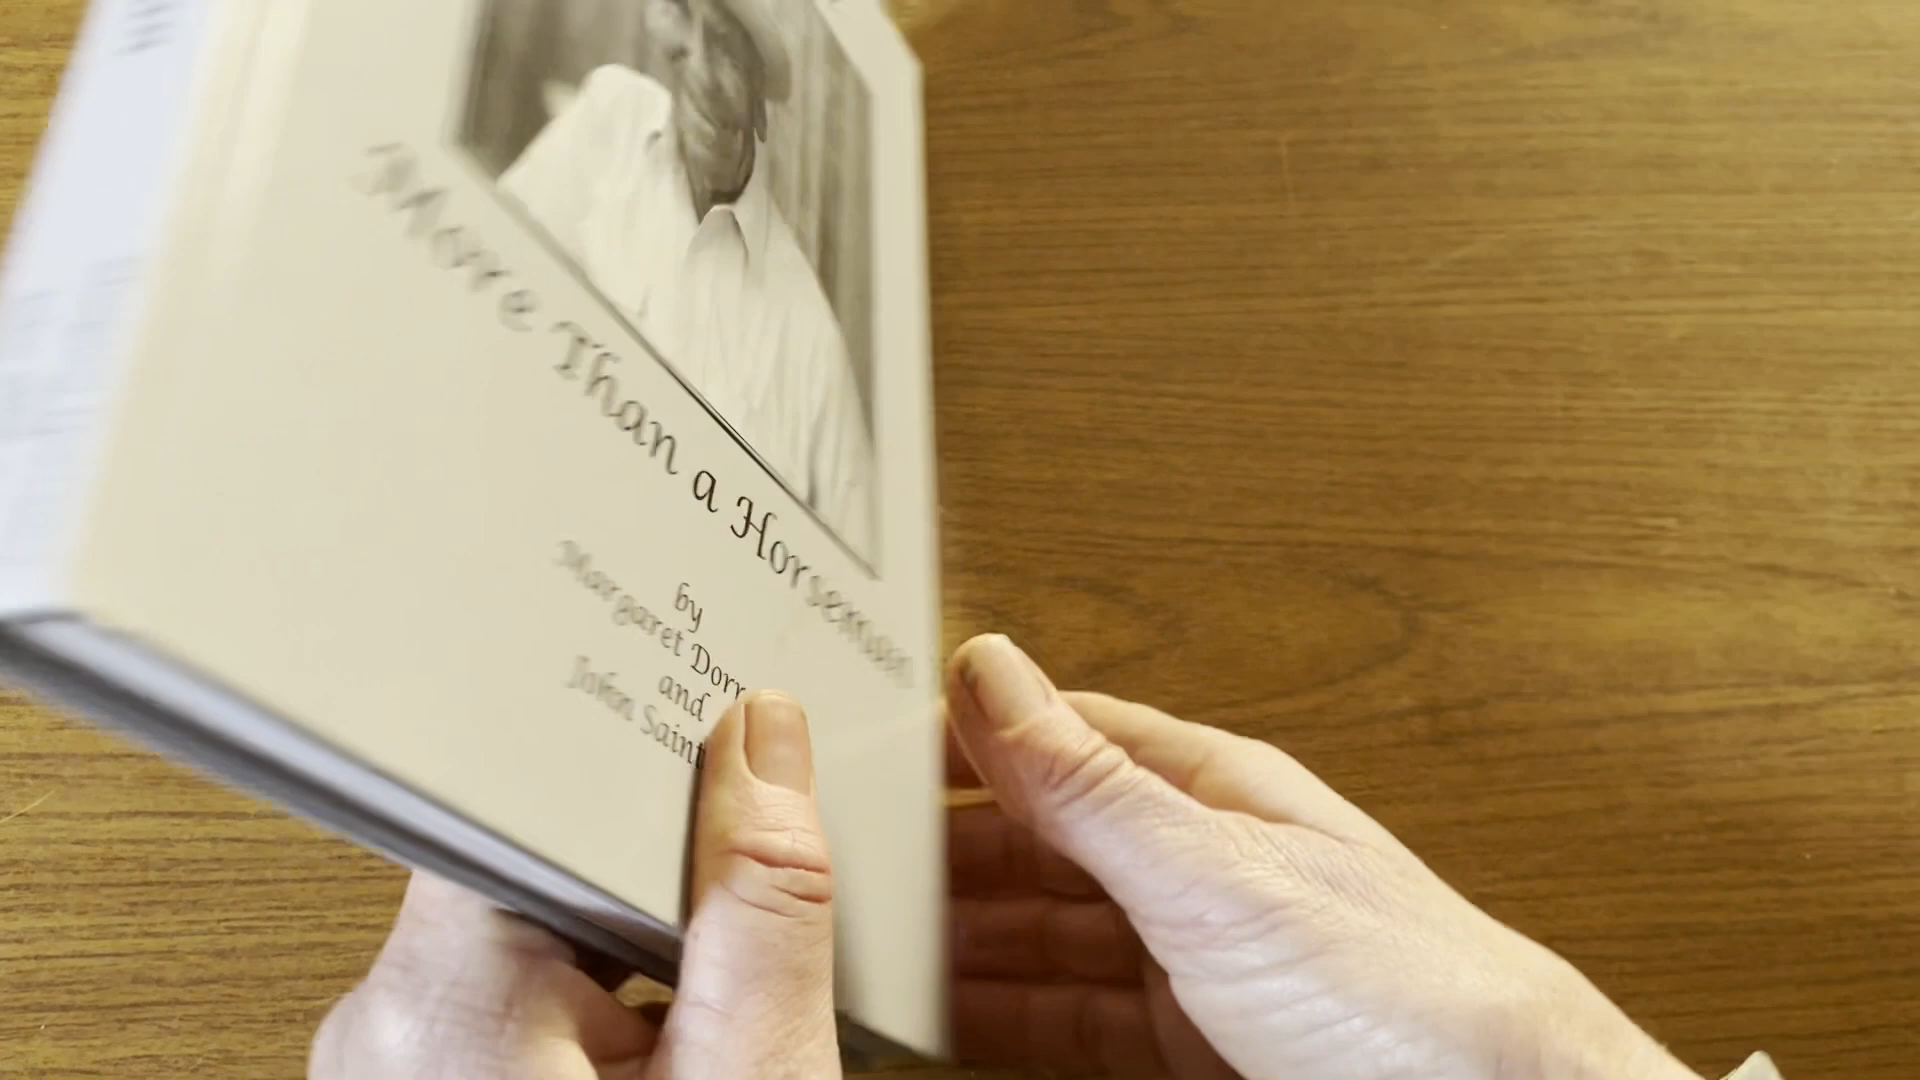 More Than a Horseman
by
Margaret Dorr
and
John Saint